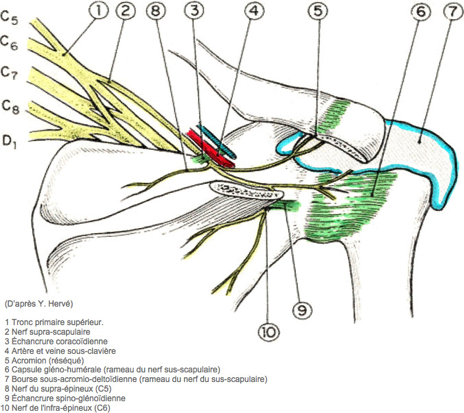 1 2 8 3 4 5 6 7
C5
C6
C7
C8
D1
9
10
(D'après Y. Hervé)
1 Tronc primaire supérieur.
2 Nerf supra-scapulaire
3 Échancrure coracoïdienne
4 Artère et veine sous-clavière
5 Acromion (réséqué)
6 Capsule gléno-humérale (rameau du nerf sus-scapulaire)
7 Bourse sous-acromio-deltoïdienne (rameau du nerf du sus-scapulaire)
8 Nerf du supra-épineux (C5)
9 Échancrure spino-glénoïdienne
10 Nerf de l'infra-épineux (C6)